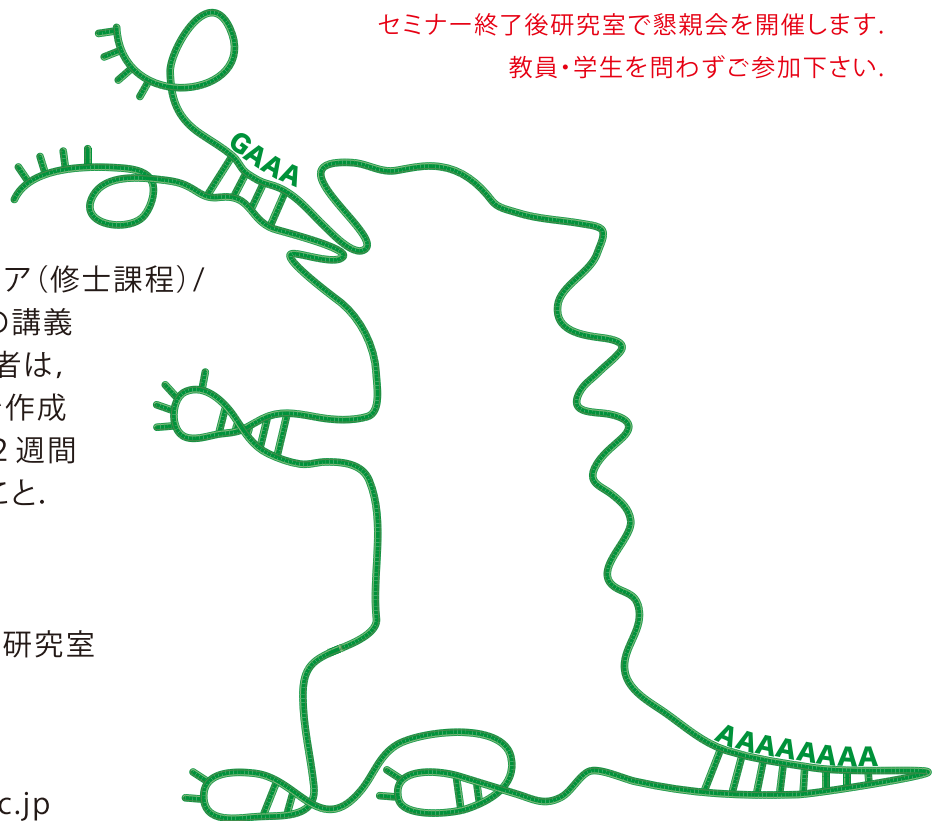 セミナー終了後研究室で懇親会を開催します.
教員・学生を問わずご参加下さい.
GAAA
ア（修士課程）/
の講義
者は,
作成
2 週間
こと.
研究室
c.jp
AAAAAAAA